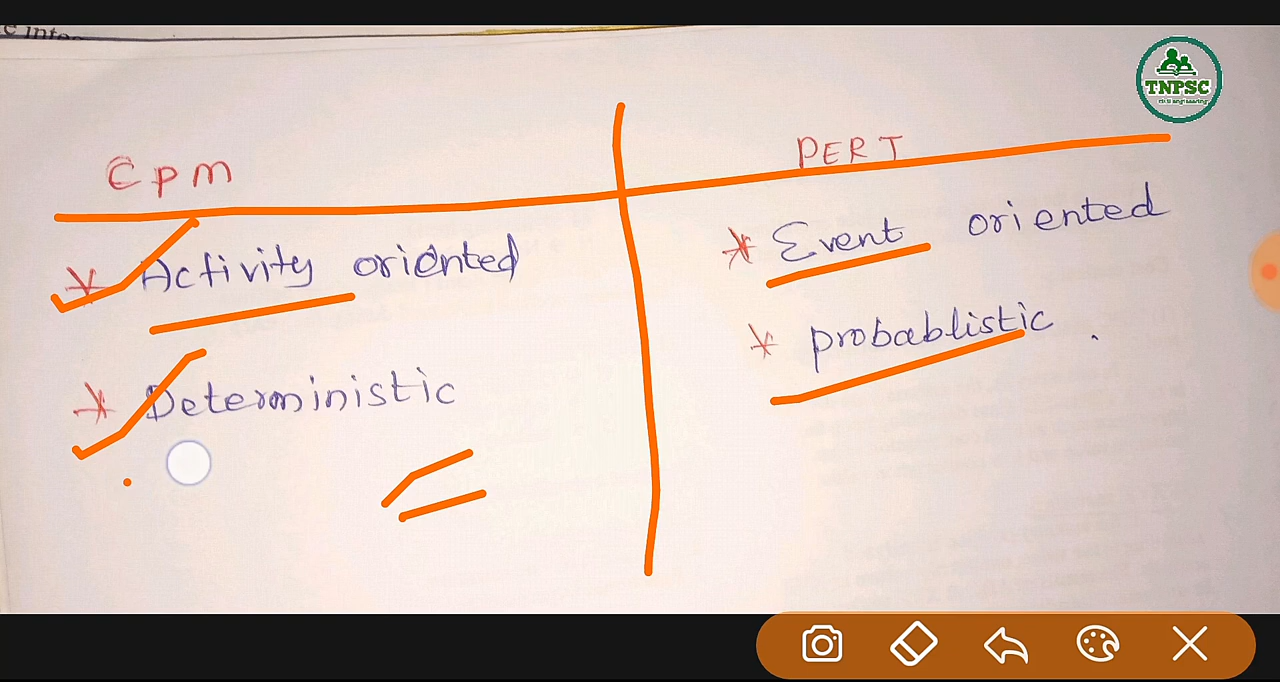 CPM
PERT
* Activity oriented
* Event oriented
* Deterministic
* probablistic.
TNPSC